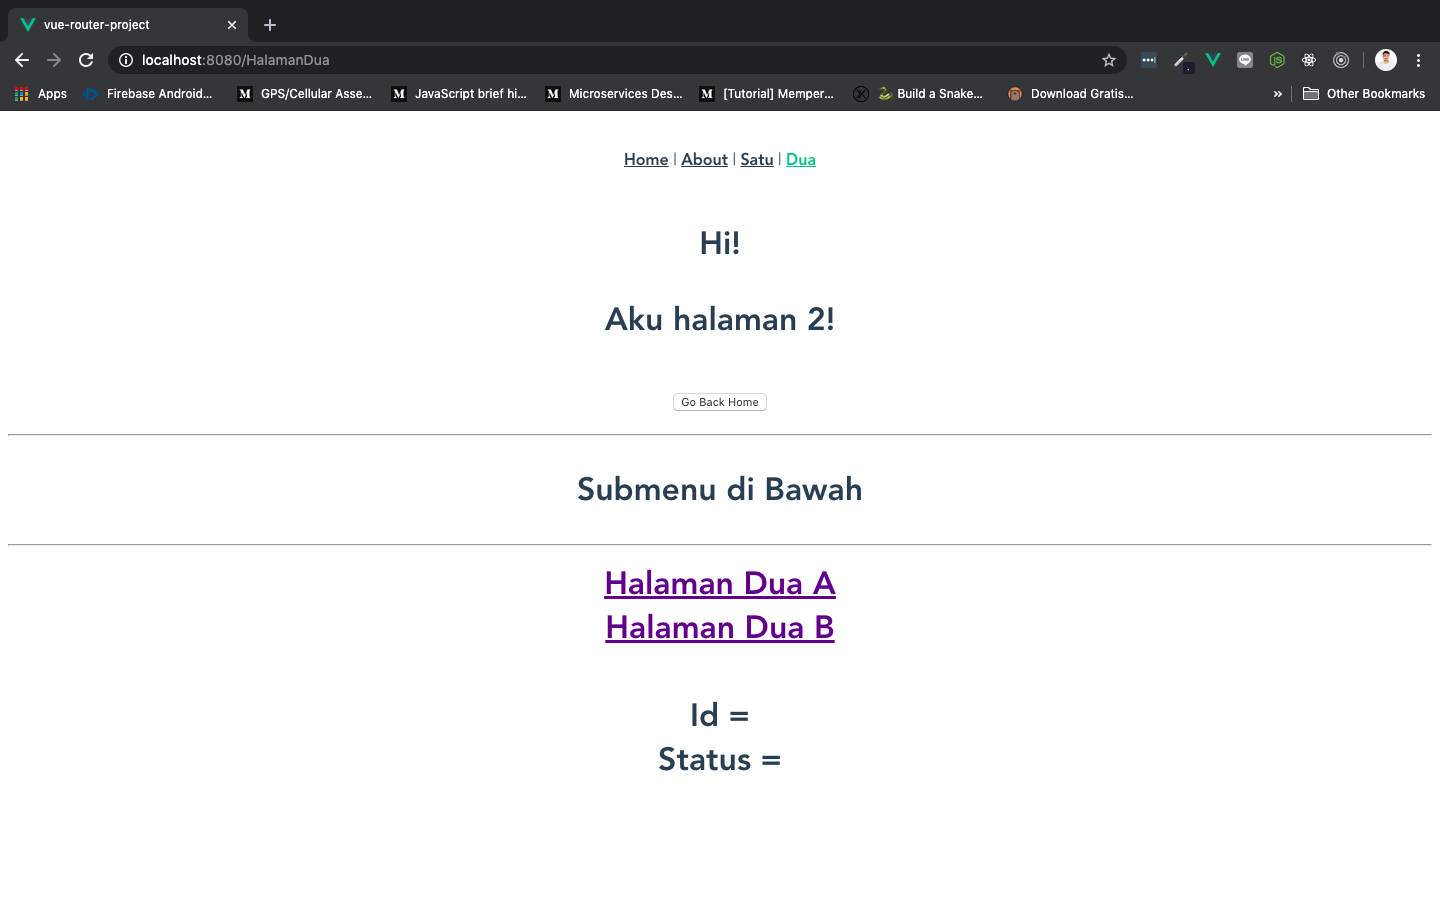 vue-router-project
localhost:8080/HalamanDua
Apps Firebase Android... GPS/Cellular Asse... JavaScript brief hi... Microservices Des... [Tutorial] Memper... Build a Snake... Download Gratis... » Other Bookmarks
Home | About | Satu | Dua
Hi!
Aku halaman 2!
Go Back Home
Submenu di Bawah
Halaman Dua A
Halaman Dua B
Id =
Status =